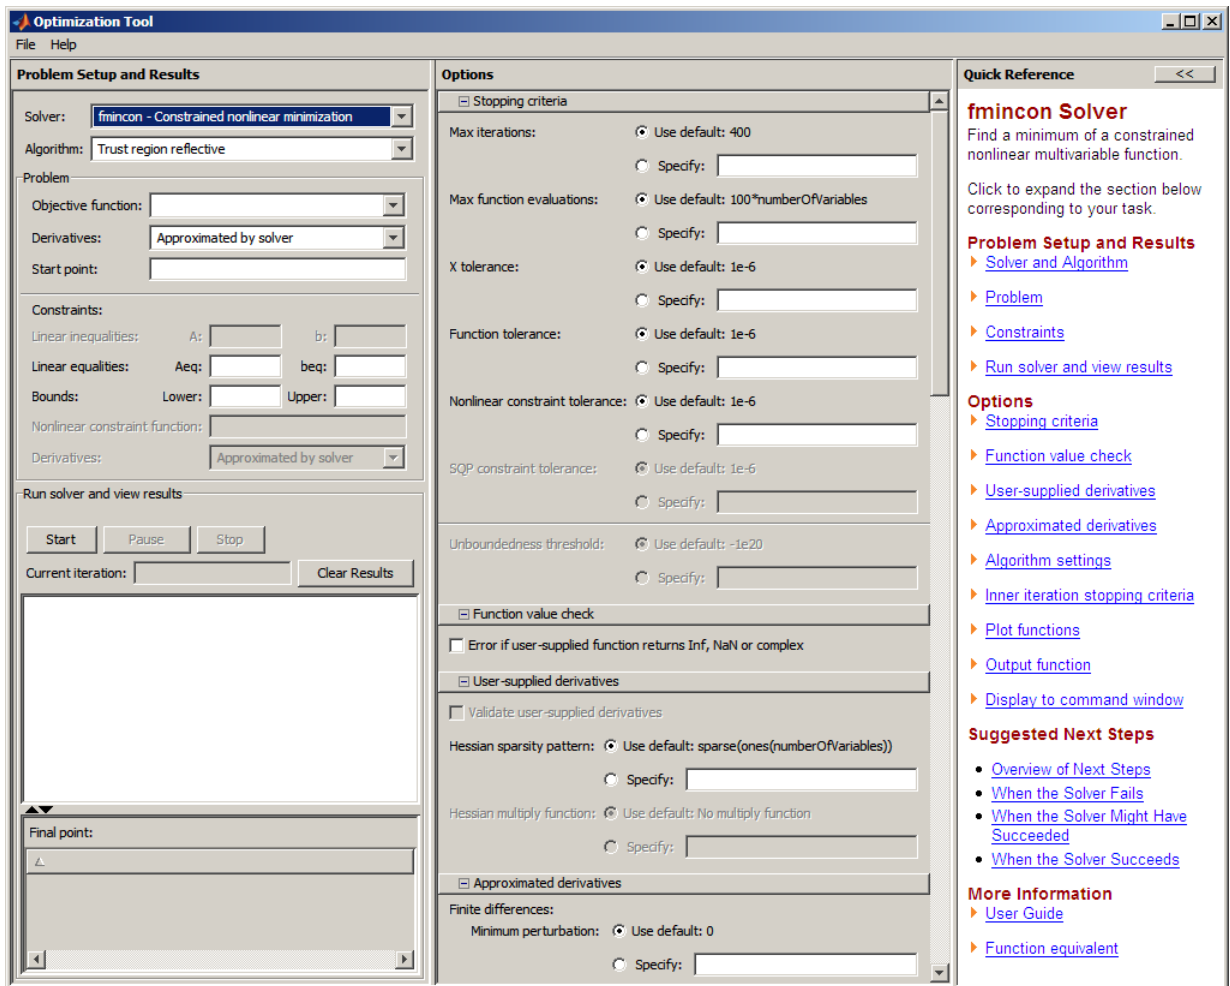 Optimization Tool
File Help
Problem Setup and Results
Solver: fmincon - Constrained nonlinear minimization
Algorithm: Trust region reflective
Problem
Objective function:
Derivatives: Approximated by solver
Start point:
Constraints:
Linear inequalities: A: b:
Linear equalities: Aeq: beq:
Bounds: Lower: Upper:
Nonlinear constraint function:
Derivatives: Approximated by solver
Run solver and view results
Start Pause Stop
Current iteration: Clear Results
Final point:
Options
Stopping criteria
Max iterations: Use default: 400
Specify:
Max function evaluations: Use default: 100*numberOfVariables
Specify:
X tolerance: Use default: 1e-6
Specify:
Function tolerance: Use default: 1e-6
Specify:
Nonlinear constraint tolerance: Use default: 1e-6
Specify:
SQP constraint tolerance: Use default: 1e-6
Specify:
Unboundedness threshold: Use default: -1e20
Specify:
Function value check
Error if user-supplied function returns Inf, NaN or complex
User-supplied derivatives
Validate user-supplied derivatives
Hessian sparsity pattern: Use default: sparse(ones(numberOfVariables))
Specify:
Hessian multiply function: Use default: No multiply function
Specify:
Approximated derivatives
Finite differences:
Minimum perturbation: Use default: 0
Specify:
Quick Reference <<
fmincon Solver
Find a minimum of a constrained
nonlinear multivariable function.
Click to expand the section below
corresponding to your task.
Problem Setup and Results
Solver and Algorithm
Problem
Constraints
Run solver and view results
Options
Stopping criteria
Function value check
User-supplied derivatives
Approximated derivatives
Algorithm settings
Inner iteration stopping criteria
Plot functions
Output function
Display to command window
Suggested Next Steps
Overview of Next Steps
When the Solver Fails
When the Solver Might Have
Succeeded
When the Solver Succeeds
More Information
User Guide
Function equivalent